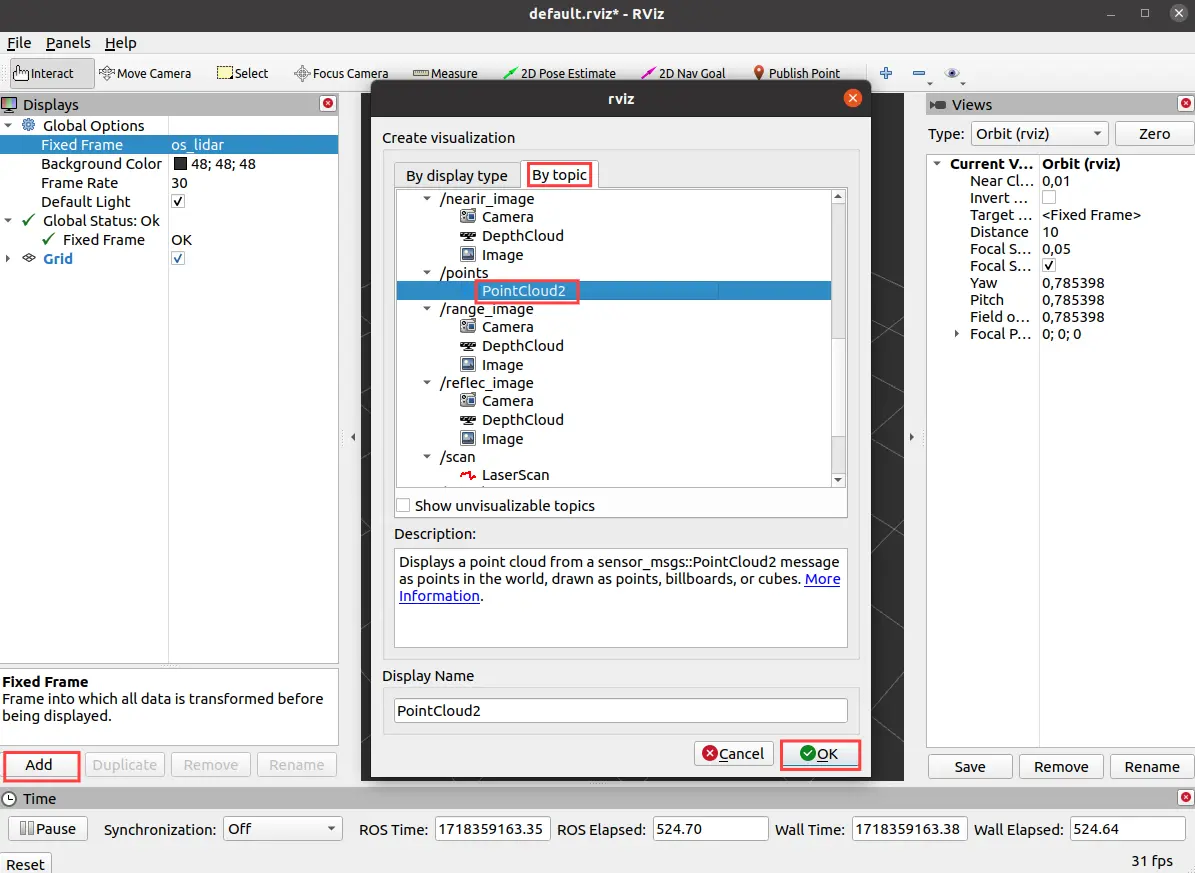 default.rviz* - RViz
File Panels Help
Interact Move Camera Select Focus Camera Measure 2D Pose Estimate 2D Nav Goal Publish Point
Displays
Global Options
Fixed Frame os_lidar
Background Color 48; 48; 48
Frame Rate 30
Default Light
Global Status: Ok
Fixed Frame OK
Grid
Fixed Frame
Frame into which all data is transformed before
being displayed.
Add Duplicate Remove Rename
rviz
Create visualization
By display type By topic
/nearir_image
Camera
DepthCloud
Image
/points
PointCloud2
/range_image
Camera
DepthCloud
Image
/reflec_image
Camera
DepthCloud
Image
/scan
LaserScan
Show unvisualizable topics
Description:
Displays a point cloud from a sensor_msgs::PointCloud2 message
as points in the world, drawn as points, billboards, or cubes. More
Information.
Display Name
PointCloud2
Cancel OK
Views
Type: Orbit (rviz) Zero
Current V... Orbit (rviz)
Near Cl... 0,01
Invert ...
Target ... <Fixed Frame>
Distance 10
Focal S... 0,05
Focal S...
Yaw 0,785398
Pitch 0,785398
Field o... 0,785398
Focal P... 0; 0; 0
Save Remove Rename
Time
Pause Synchronization: Off ROS Time: 1718359163.35 ROS Elapsed: 524.70 Wall Time: 1718359163.38 Wall Elapsed: 524.64
Reset 31 fps